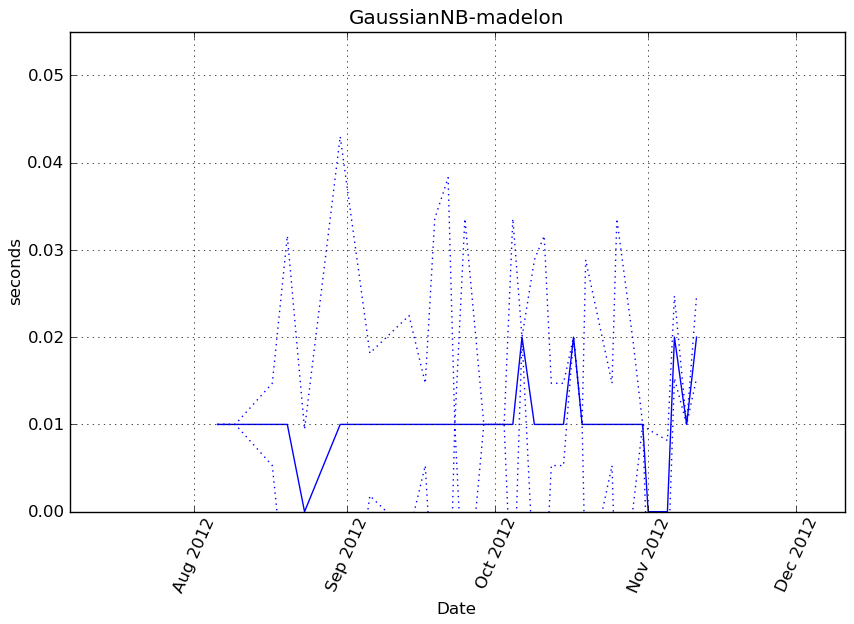 GaussianNB-madelon
0.05
0.04
0.03
0.02
0.01
0.00
seconds
Aug 2012
Sep 2012
Oct 2012
Nov 2012
Dec 2012
Date